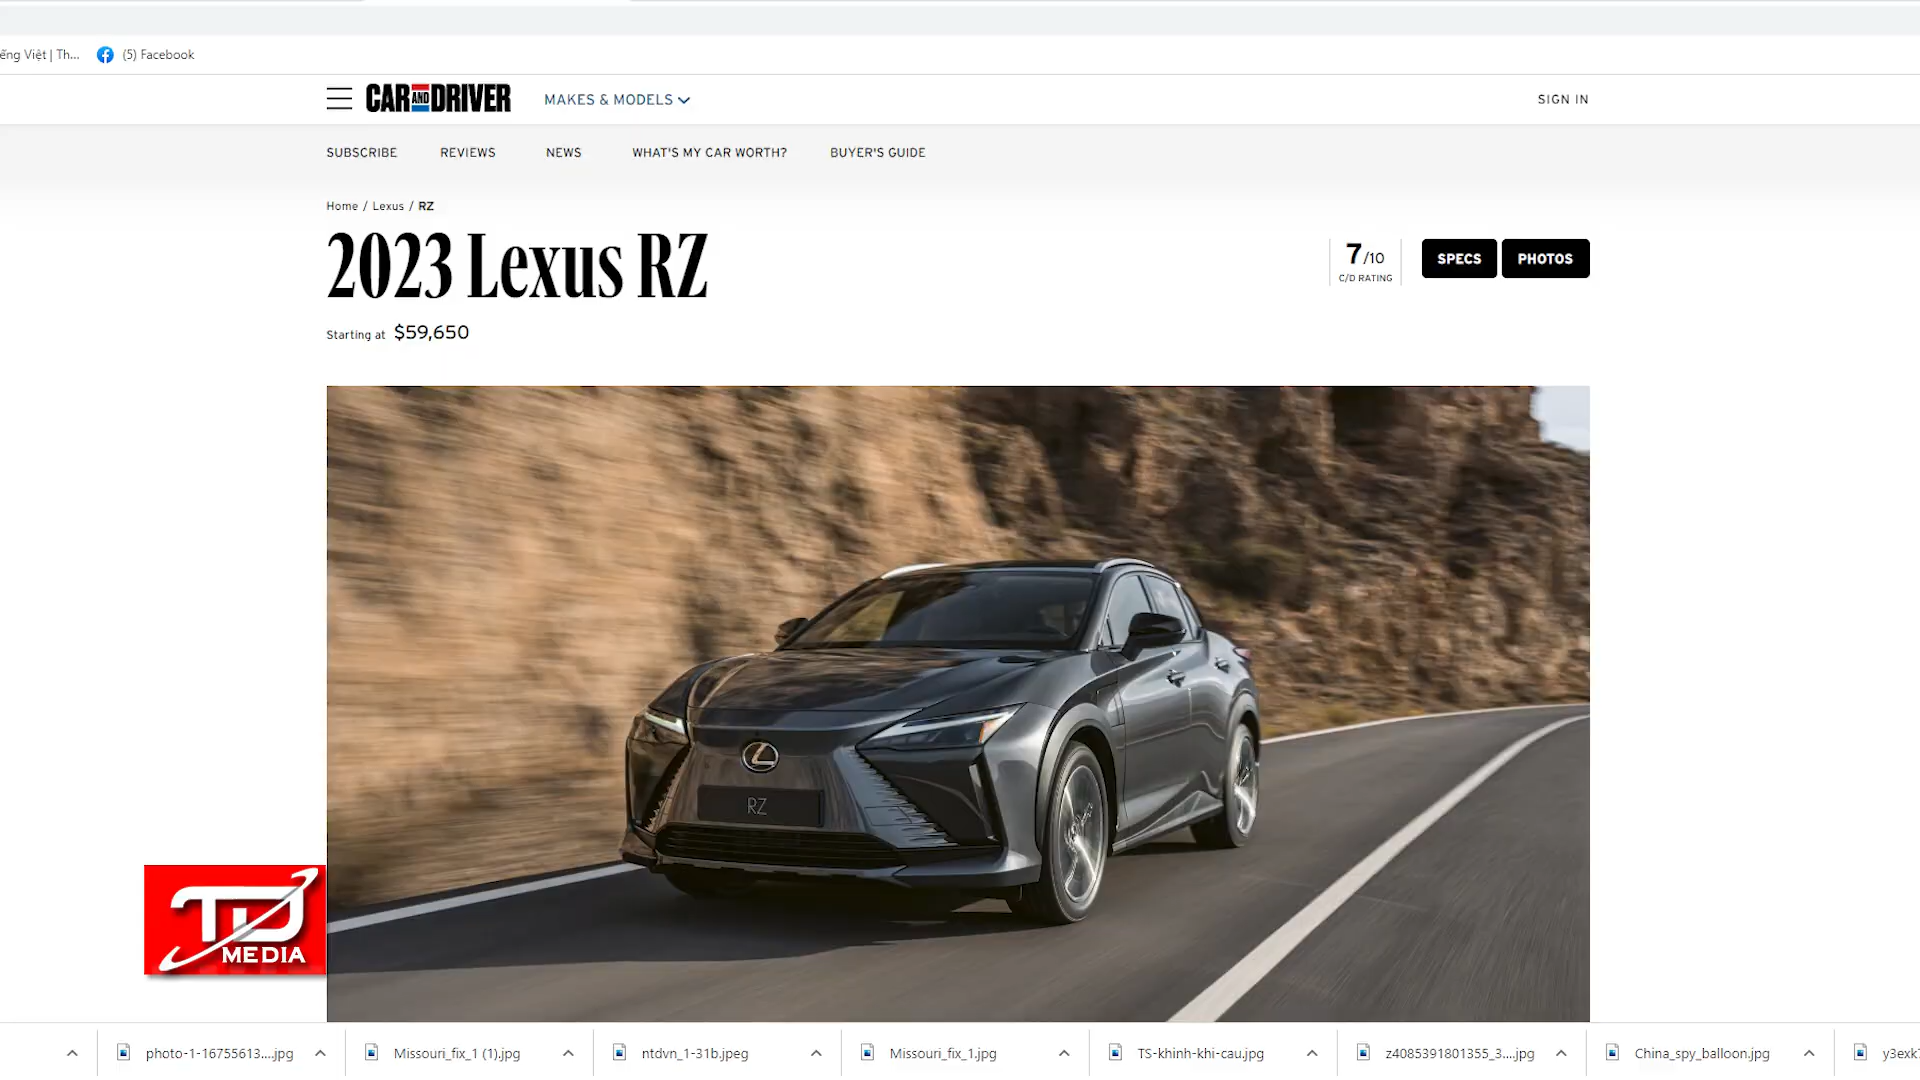 ếng Việt | Th...
(5) Facebook
CAR AND DRIVER
MAKES & MODELS
SIGN IN
SUBSCRIBE
REVIEWS
NEWS
WHAT'S MY CAR WORTH?
BUYER'S GUIDE
Home / Lexus / RZ
2023 Lexus RZ
7/10
C/D RATING
SPECS
PHOTOS
Starting at $59,650
RZ
TD
MEDIA
photo-1-16755613....jpg
Missouri_fix_1 (1).jpg
ntdvn_1-31b.jpeg
Missouri_fix_1.jpg
TS-khinh-khi-cau.jpg
z4085391801355_3....jpg
China_spy_balloon.jpg